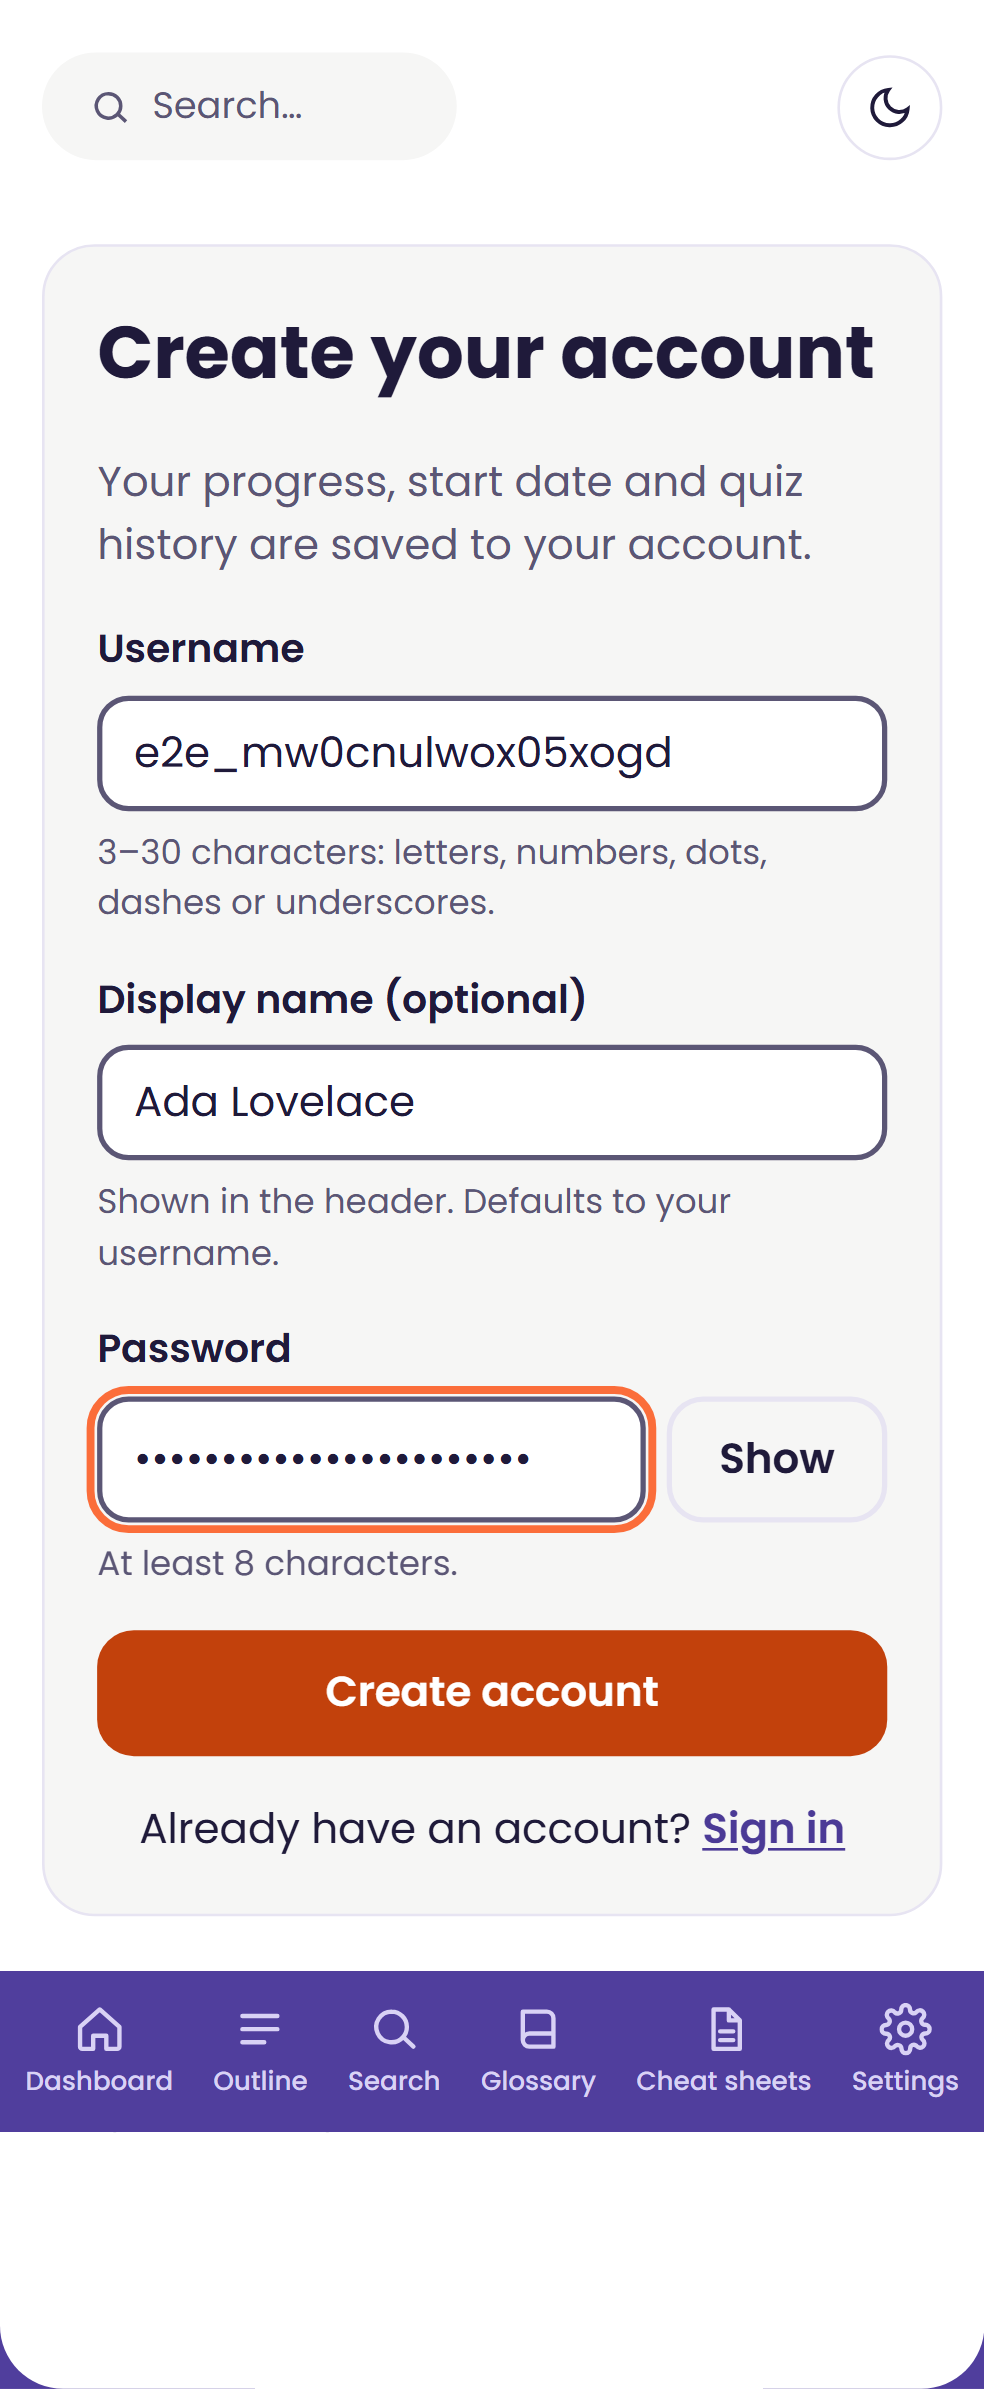 Search...
Create your account
Your progress, start date and quiz
history are saved to your account.
Username
e2e_mw0cnulwox05xogd
3–30 characters: letters, numbers, dots,
dashes or underscores.
Display name (optional)
Ada Lovelace
Shown in the header. Defaults to your
username.
Password
•••••••••••••••••••••••
Show
At least 8 characters.
Create account
Already have an account? Sign in
Dashboard Outline Search Glossary Cheat sheets Settings